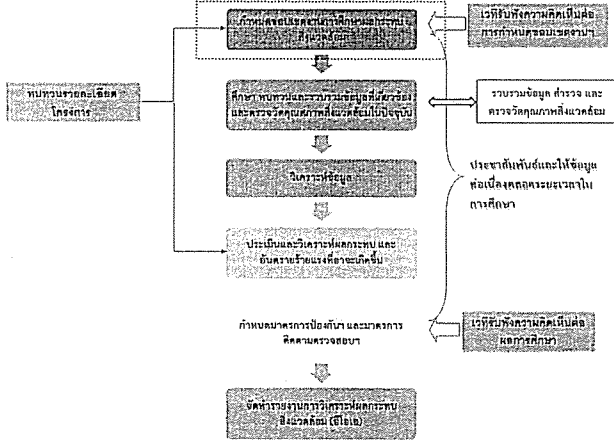 กำหนดขอบเขตงานการศึกษาผลกระทบ
สิ่งแวดล้อม
เวทีรับฟังความคิดเห็นต่อ
การกำหนดขอบเขตงานฯ
ทบทวนรายละเอียด
โครงการ
ศึกษา ทบทวนและรวบรวมข้อมูลที่เกี่ยวข้อง
และตรวจวัดคุณภาพสิ่งแวดล้อมในปัจจุบัน
รวบรวมข้อมูล สำรวจ และ
ตรวจวัดคุณภาพสิ่งแวดล้อม
วิเคราะห์ข้อมูล
ประชาสัมพันธ์และให้ข้อมูล
ต่อเนื่องตลอดระยะเวลาใน
การศึกษา
ประเมินและวิเคราะห์ผลกระทบ และ
อันตรายร้ายแรงที่อาจะเกิดขึ้น
กำหนดมาตรการป้องกันฯ และมาตรการ
ติดตามตรวจสอบฯ
เวทีรับฟังความคิดเห็นต่อ
ผลการศึกษา
จัดทำรายงานการวิเคราะห์ผลกระทบ
สิ่งแวดล้อม (อีไอเอ)